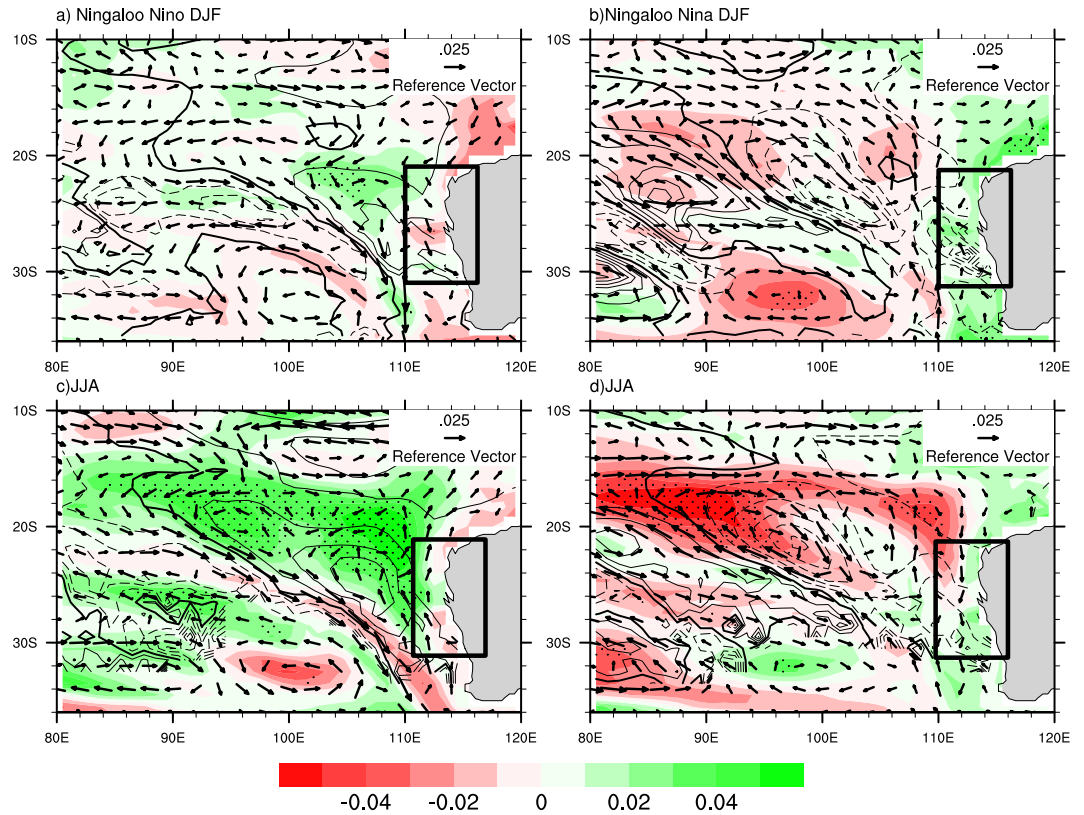 a) Ningaloo Nino DJF
b)Ningaloo Nina DJF
.025
Reference Vector
.025
Reference Vector
10S
20S
30S
10S
20S
30S
80E 90E 100E 110E 120E
80E 90E 100E 110E 120E
c)JJA
d)JJA
.025
Reference Vector
.025
Reference Vector
10S
20S
30S
10S
20S
30S
80E 90E 100E 110E 120E
80E 90E 100E 110E 120E
-0.04 -0.02 0 0.02 0.04